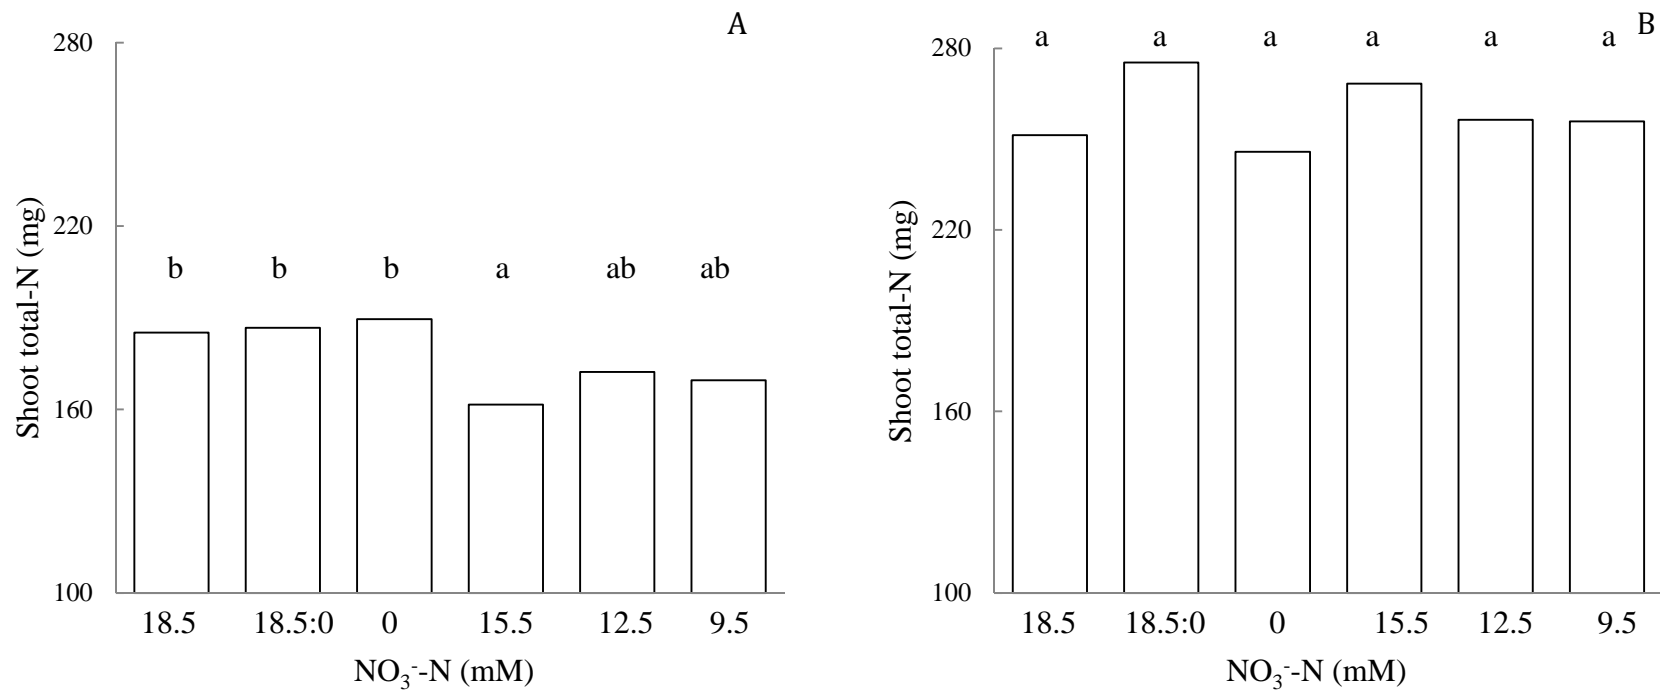 A
280
220
160
100
Shoot total-N (mg)
b b b a ab ab
18.5 18.5:0 0 15.5 12.5 9.5
NO₃⁻-N (mM)
B
280
220
160
100
Shoot total-N (mg)
a a a a a a
18.5 18.5:0 0 15.5 12.5 9.5
NO₃⁻-N (mM)